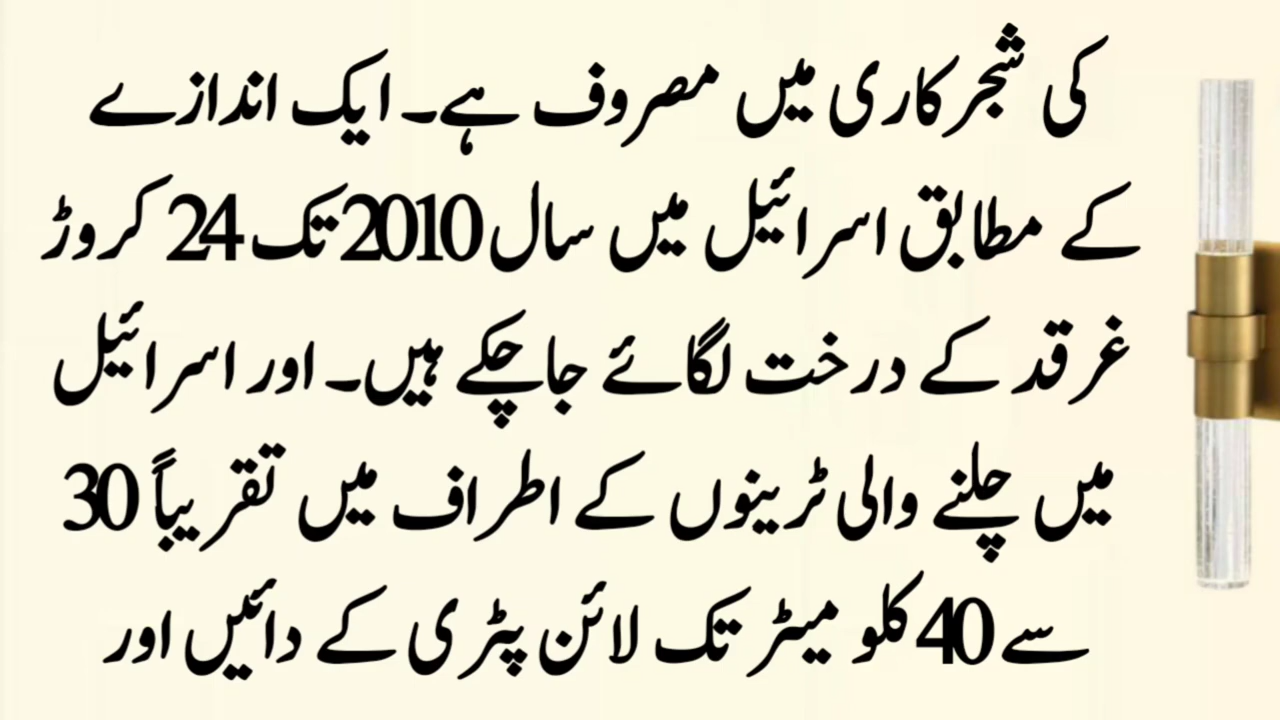 کی شجر کاری میں مصروف ہے۔ ایک اندازے
کے مطابق اسرائیل میں سال 2010 تک 24 کروڑ
غرقد کے درخت لگائے جاچکے ہیں۔ اور اسرائیل
میں چلنے والی ٹرینوں کے اطراف میں تقریباً 30
سے 40 کلو میٹر تک لائن پٹری کے دائیں اور